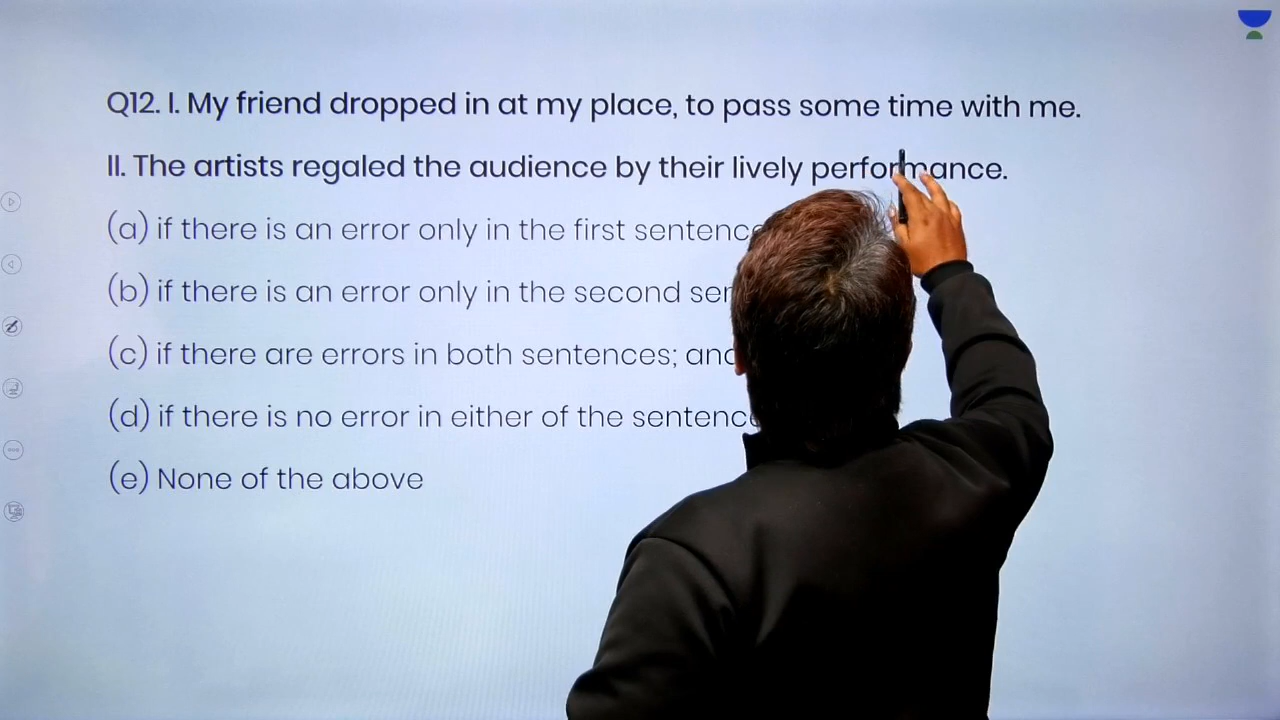 Q12. I. My friend dropped in at my place, to pass some time with me.
II. The artists regaled the audience by their lively performance.
(a) if there is an error only in the first
(b) if there is an error only in the second
(c) if there are errors in both sentences;
(d) if there is no error in either of the
(e) None of the above